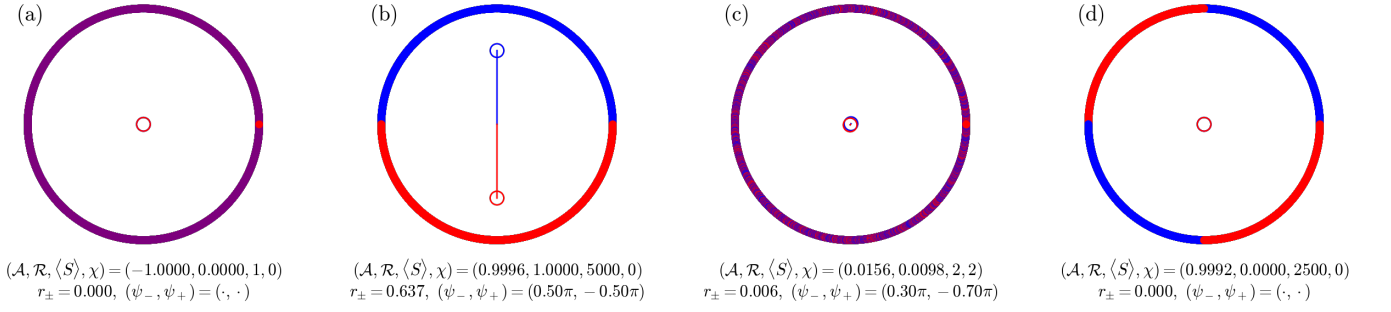 (a)
(b)
(c)
(d)
(𝒜, ℛ, ⟨S⟩, χ) = (−1.0000, 0.0000, 1, 0)
r± = 0.000, (ψ₋, ψ₊) = (·, ·)
(𝒜, ℛ, ⟨S⟩, χ) = (0.9996, 1.0000, 5000, 0)
r± = 0.637, (ψ₋, ψ₊) = (0.50π, −0.50π)
(𝒜, ℛ, ⟨S⟩, χ) = (0.0156, 0.0098, 2, 2)
r± = 0.006, (ψ₋, ψ₊) = (0.30π, −0.70π)
(𝒜, ℛ, ⟨S⟩, χ) = (0.9992, 0.0000, 2500, 0)
r± = 0.000, (ψ₋, ψ₊) = (·, ·)